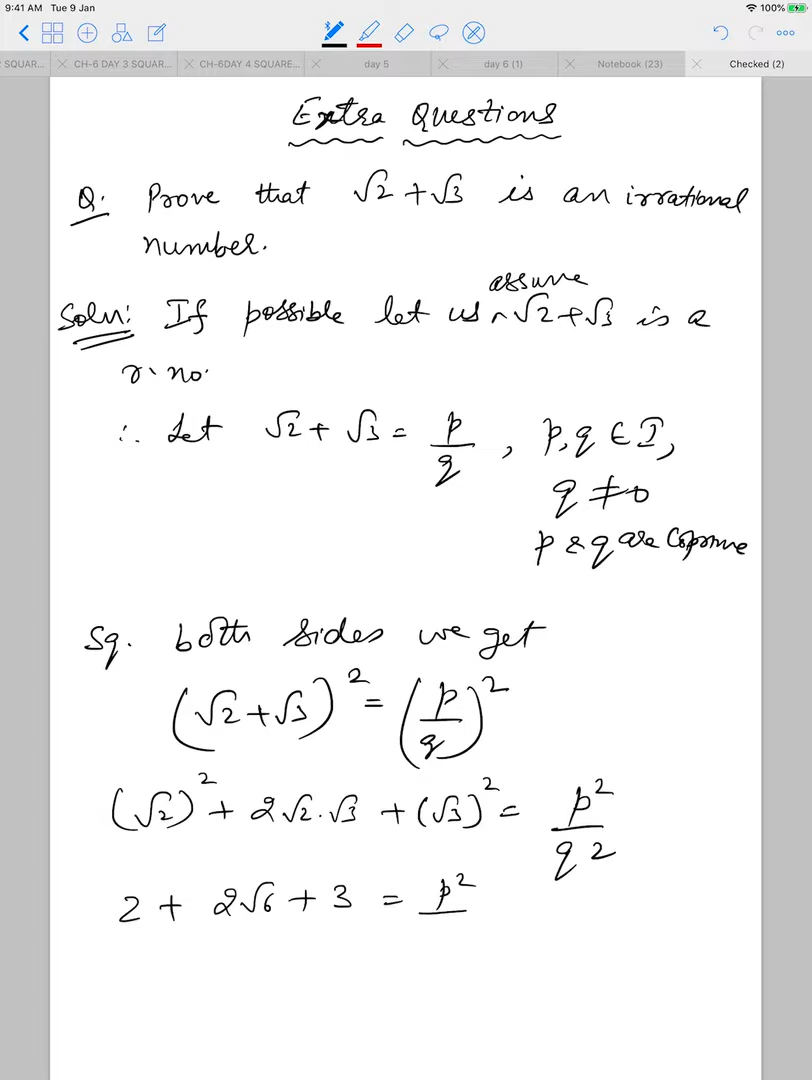 9:41 AM Tue 9 Jan 100%
SQUAR... CH-6 DAY 3 SQUAR... CH-6DAY 4 SQUARE... day 5 day 6 (1) Notebook (23) Checked (2)
Extra Questions
Q. Prove that √2 + √3 is an irrational
number.
assume
Soln: If possible let us ^ √2 + √3 is a
r. no.
∴ Let √2 + √3 = p/q , p, q ∈ I,
q ≠ 0
p & q are Coprime
Sq. both sides we get
(√2 + √3)² = (p/q)²
(√2)² + 2√2·√3 + (√3)² = p²/q²
2 + 2√6 + 3 = p²